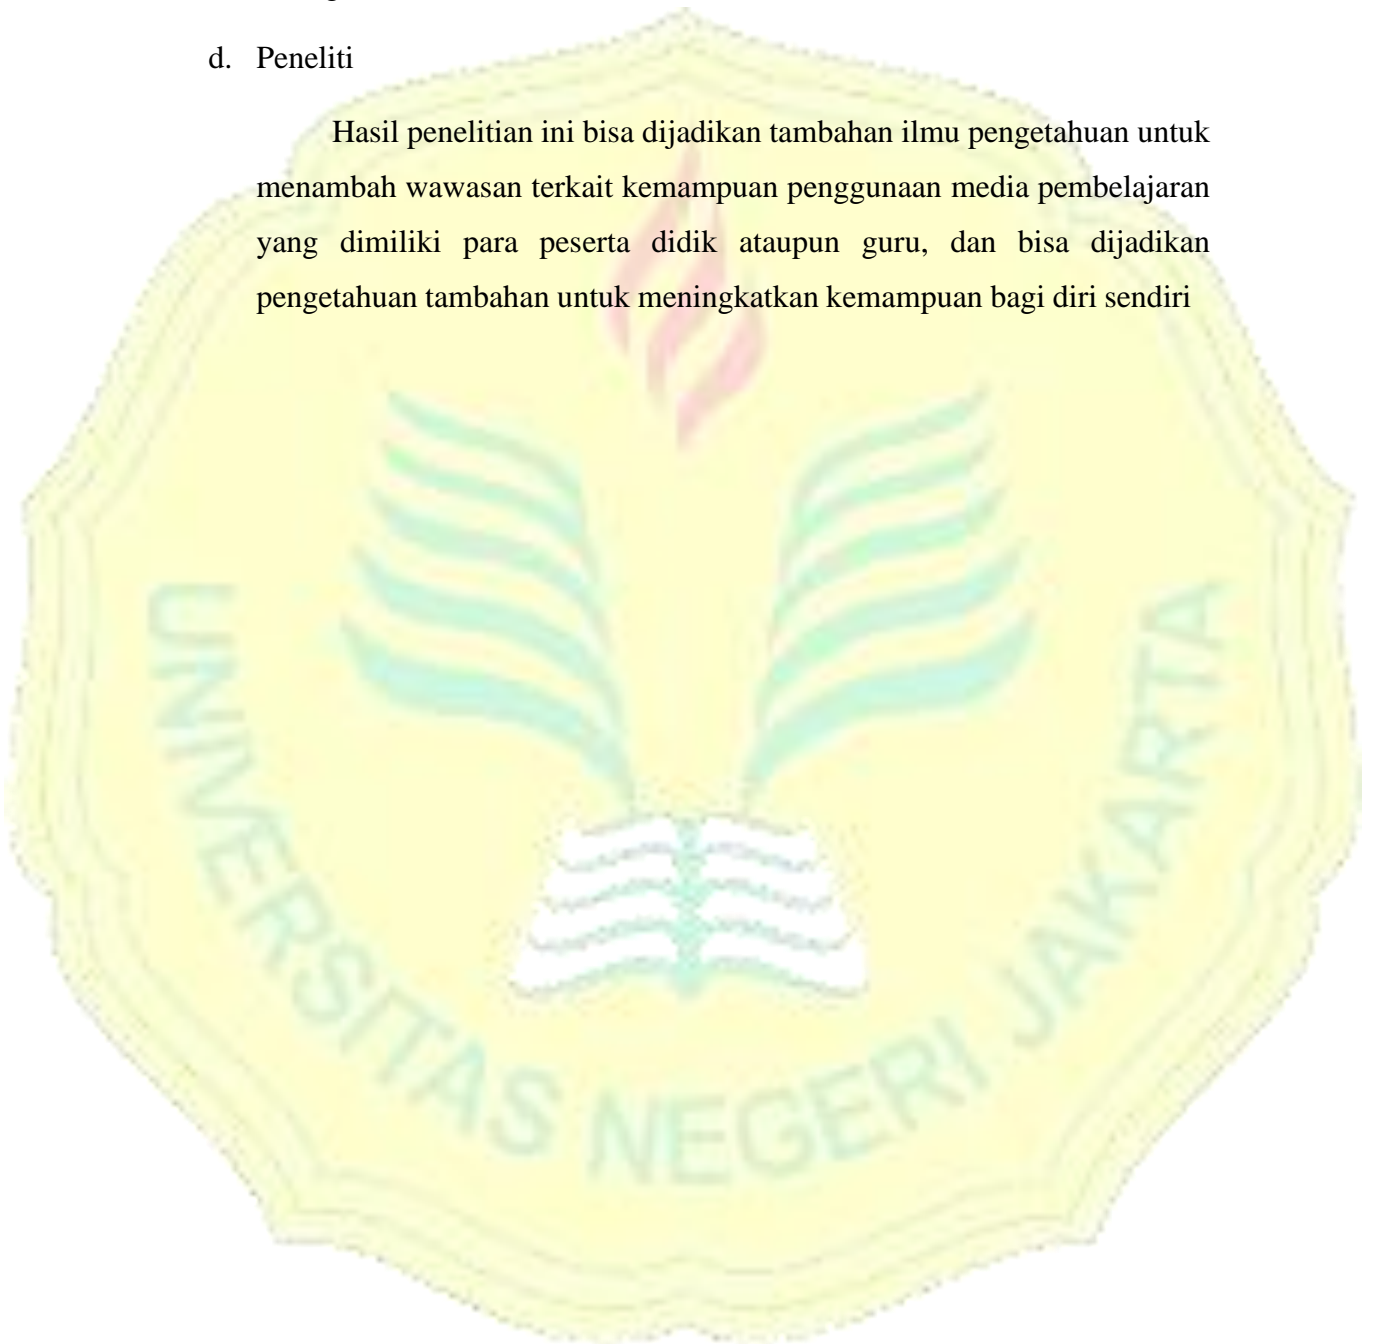 d. Peneliti
Hasil penelitian ini bisa dijadikan tambahan ilmu pengetahuan untuk
menambah wawasan terkait kemampuan penggunaan media pembelajaran
yang dimiliki para peserta didik ataupun guru, dan bisa dijadikan
pengetahuan tambahan untuk meningkatkan kemampuan bagi diri sendiri
UNIVERSITAS NEGERI JAKARTA